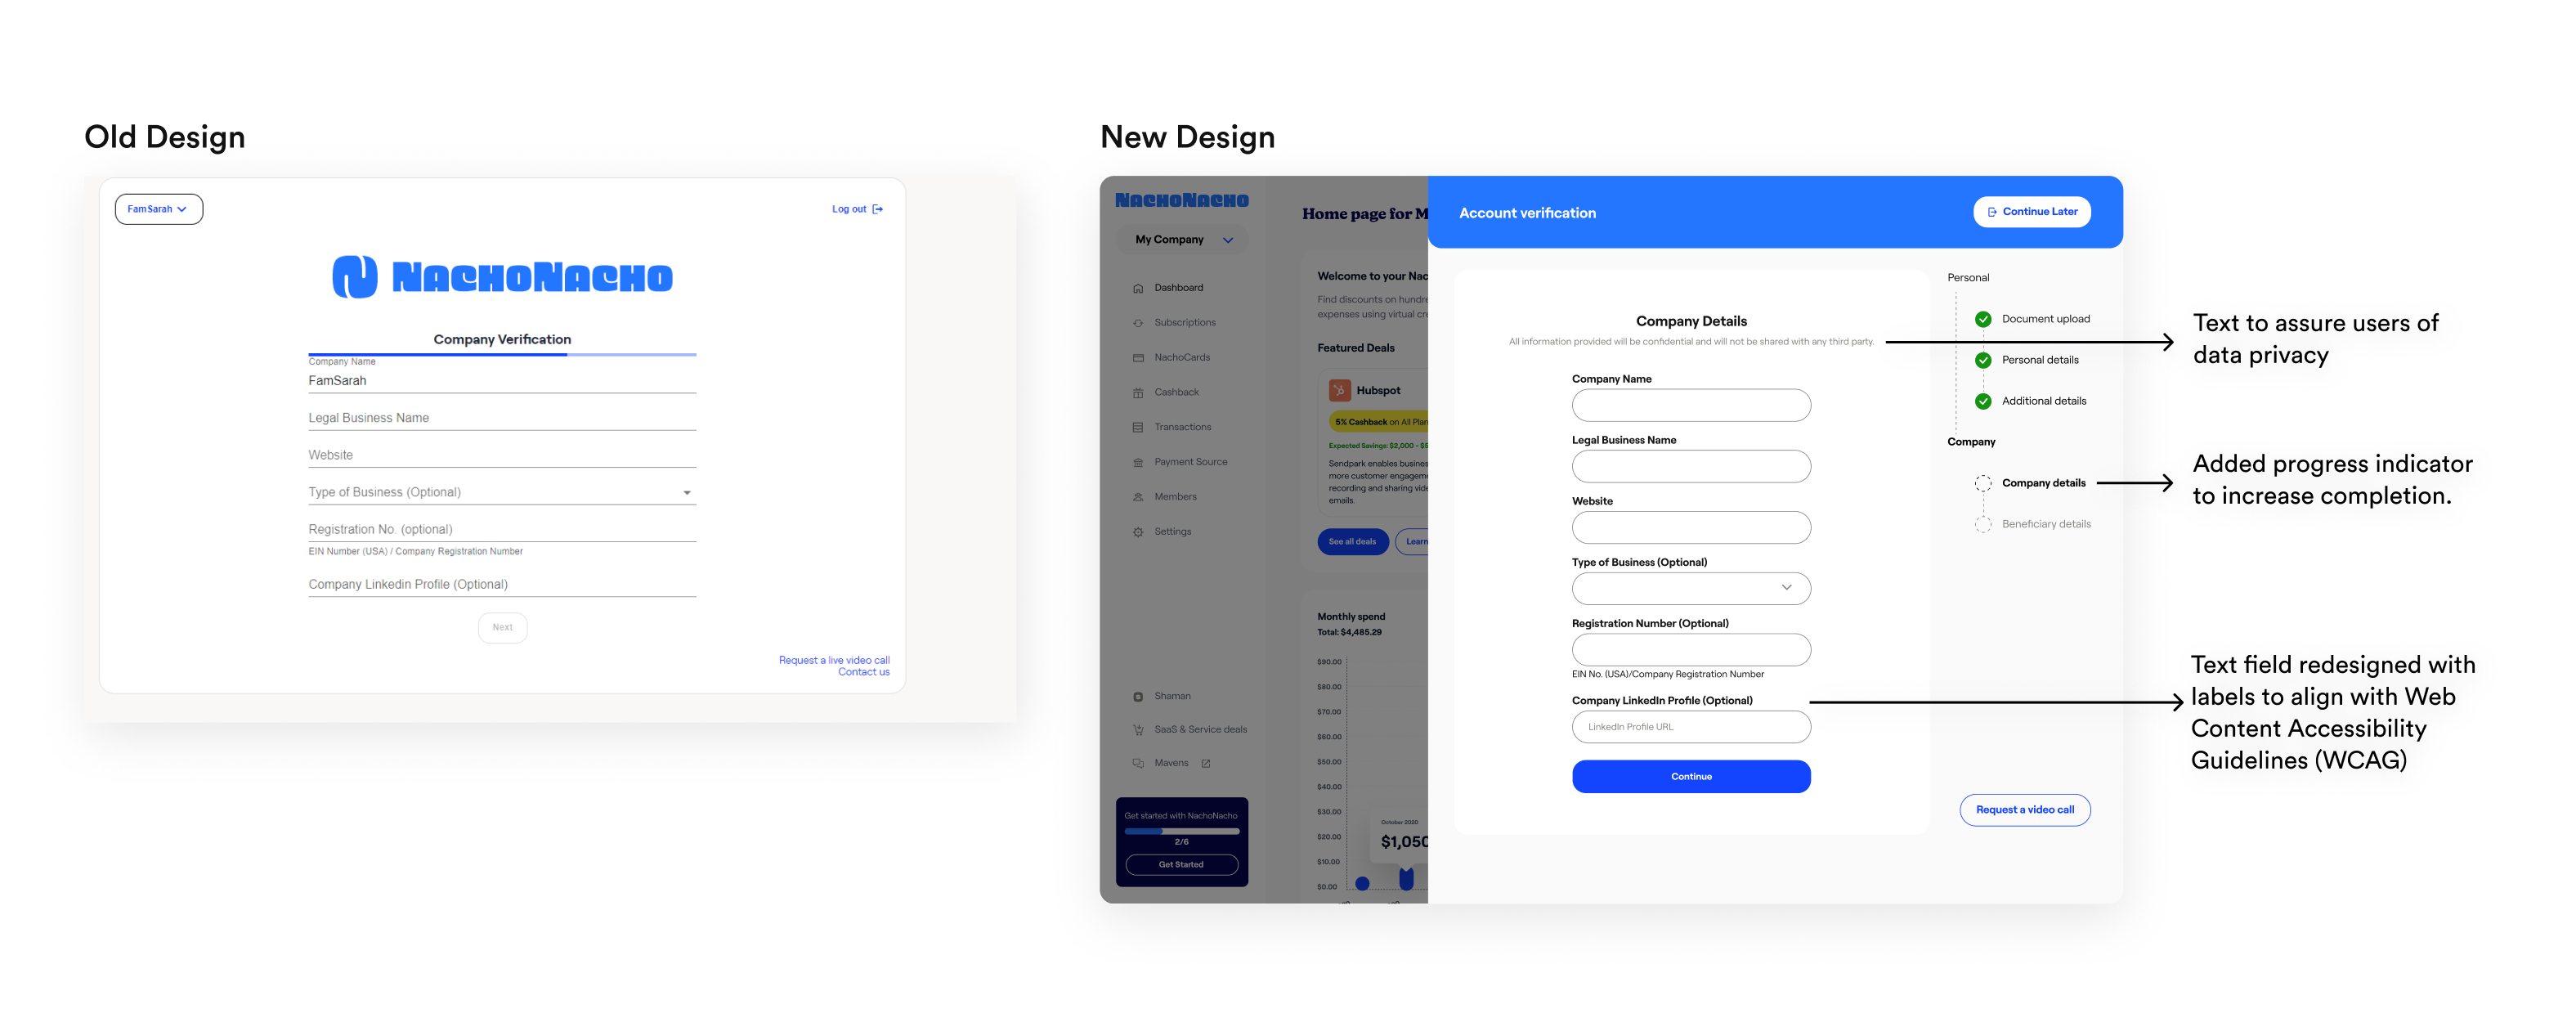 Old Design
FamSarah
Log out
NACHONACHO
Company Verification
Company Name
FamSarah
Legal Business Name
Website
Type of Business (Optional)
Registration No. (optional)
EIN Number (USA) / Company Registration Number
Company Linkedin Profile (Optional)
Next
Request a live video call
Contact us
New Design
NACHONACHO
My Company
Dashboard
Subscriptions
NachoCards
Cashback
Transactions
Payment Source
Members
Settings
Shaman
SaaS & Service deals
Mavens
Get started with NachoNacho
2/6
Get Started
Home page for M
Welcome to your Nac
Find discounts on hundre
expenses using virtual cr
Featured Deals
Hubspot
5% Cashback on All Plan
Expected Savings: $2,000 - $5
Sendpark enables busines
more customer engagem
recording and sharing vide
emails.
See all deals
Learn
Monthly spend
Total: $4,485.29
$90.00
$80.00
$70.00
$60.00
$50.00
$40.00
$30.00
$20.00
$10.00
$0.00
October 2020
$1,050
Account verification
Continue Later
Company Details
All information provided will be confidential and will not be shared with any third party.
Company Name
Legal Business Name
Website
Type of Business (Optional)
Registration Number (Optional)
EIN No. (USA)/Company Registration Number
Company LinkedIn Profile (Optional)
LinkedIn Profile URL
Continue
Personal
Document upload
Personal details
Additional details
Company
Company details
Beneficiary details
Request a video call
Text to assure users of
data privacy
Added progress indicator
to increase completion.
Text field redesigned with
labels to align with Web
Content Accessibility
Guidelines (WCAG)